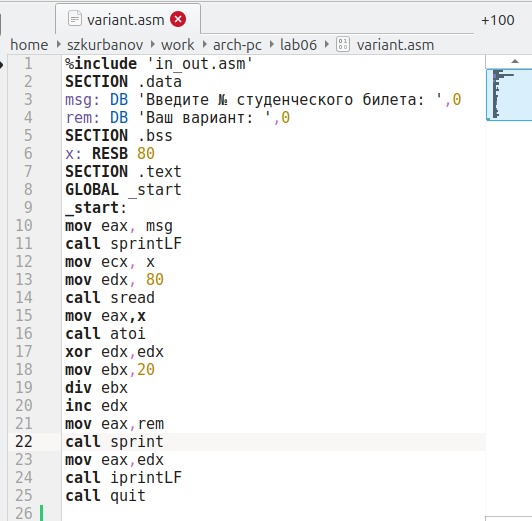 variant.asm
+100
home szkurbanov work arch-pc lab06 variant.asm
1 %include 'in_out.asm'
2 SECTION .data
3 msg: DB 'Введите № студенческого билета: ',0
4 rem: DB 'Ваш вариант: ',0
5 SECTION .bss
6 x: RESB 80
7 SECTION .text
8 GLOBAL _start
9 _start:
10 mov eax, msg
11 call sprintLF
12 mov ecx, x
13 mov edx, 80
14 call sread
15 mov eax,x
16 call atoi
17 xor edx,edx
18 mov ebx,20
19 div ebx
20 inc edx
21 mov eax,rem
22 call sprint
23 mov eax,edx
24 call iprintLF
25 call quit
26